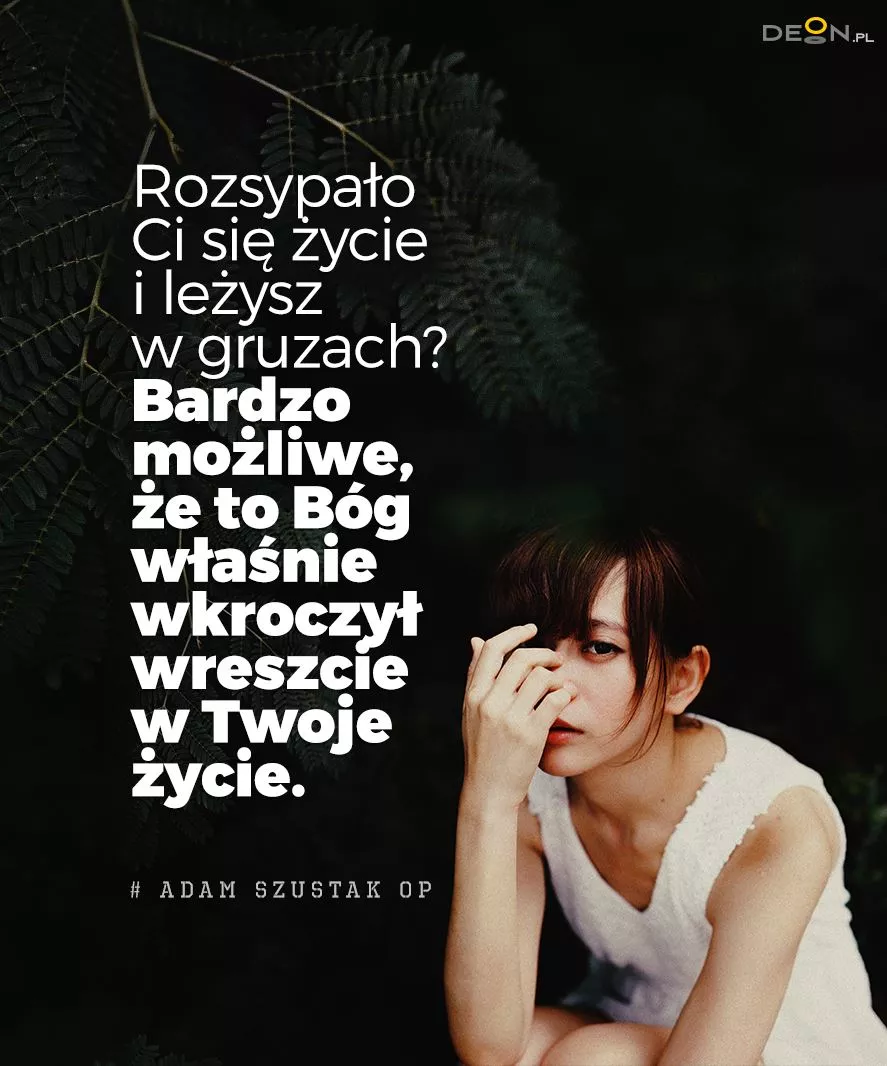 DEON.PL
Rozsypało
Ci się życie
i leżysz
w gruzach?
Bardzo
możliwe,
że to Bóg
właśnie
wkroczył
wreszcie
w Twoje
życie.
# ADAM SZUSTAK OP